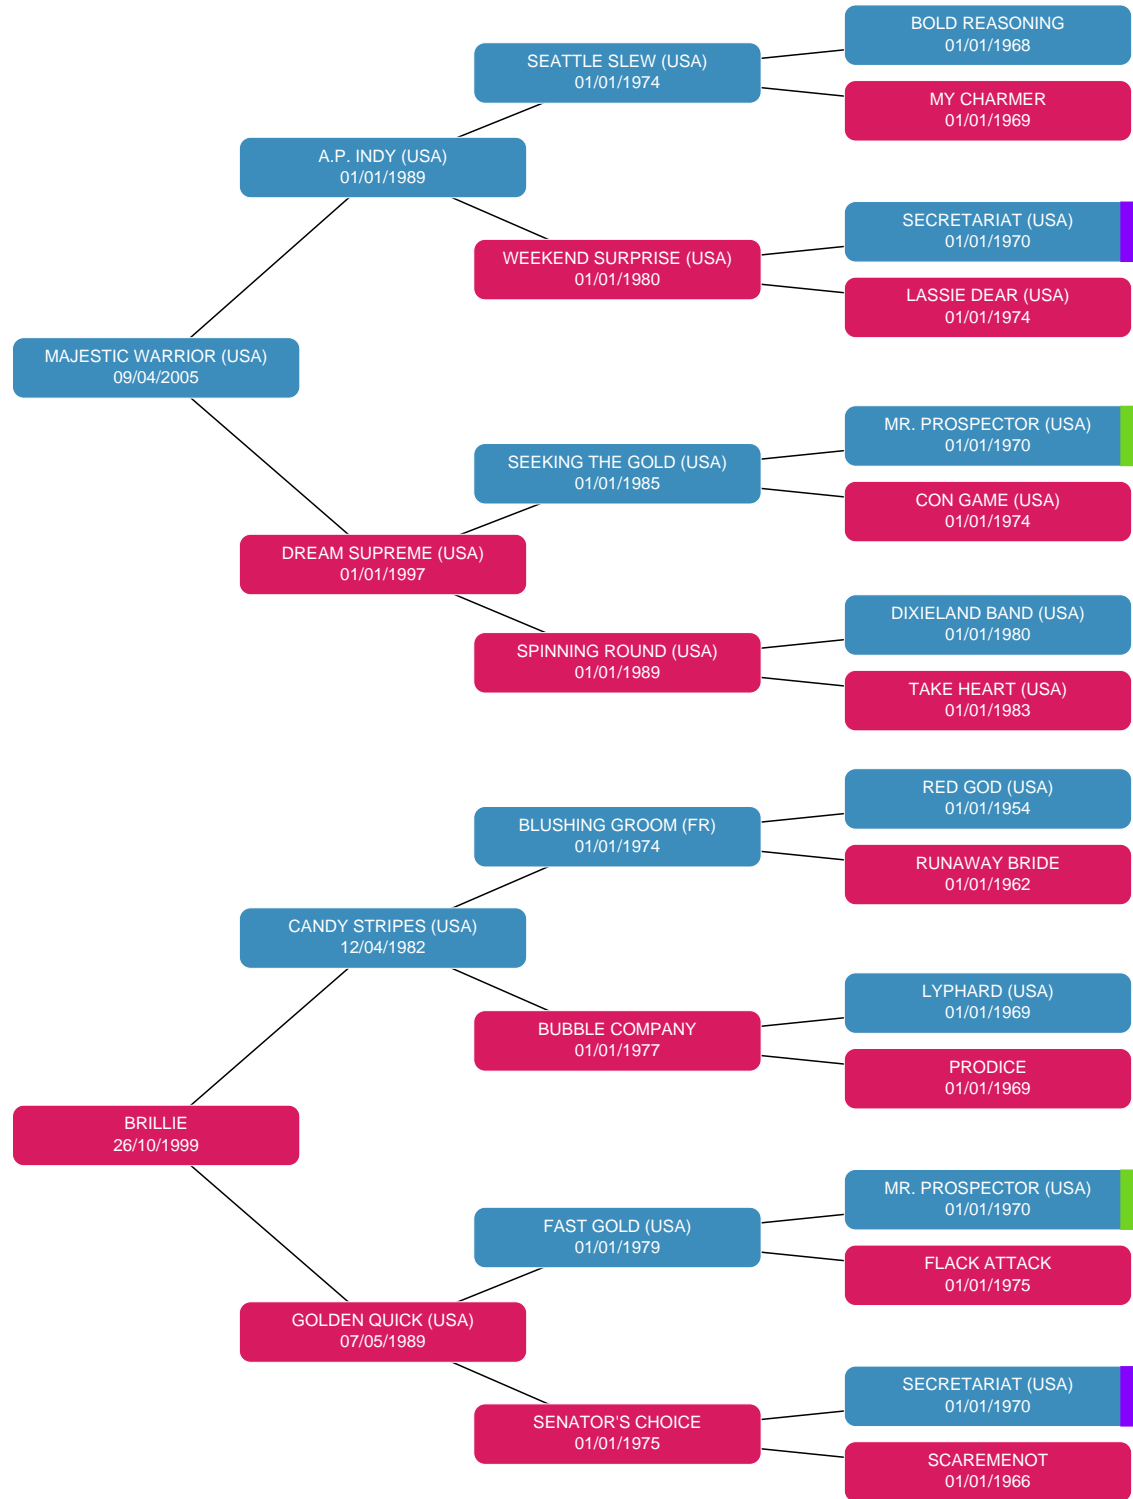 BOLD REASONING
01/01/1968
SEATTLE SLEW (USA)
01/01/1974
MY CHARMER
01/01/1969
A.P. INDY (USA)
01/01/1989
SECRETARIAT (USA)
01/01/1970
WEEKEND SURPRISE (USA)
01/01/1980
LASSIE DEAR (USA)
01/01/1974
MAJESTIC WARRIOR (USA)
09/04/2005
MR. PROSPECTOR (USA)
01/01/1970
SEEKING THE GOLD (USA)
01/01/1985
CON GAME (USA)
01/01/1974
DREAM SUPREME (USA)
01/01/1997
DIXIELAND BAND (USA)
01/01/1980
SPINNING ROUND (USA)
01/01/1989
TAKE HEART (USA)
01/01/1983
RED GOD (USA)
01/01/1954
BLUSHING GROOM (FR)
01/01/1974
RUNAWAY BRIDE
01/01/1962
CANDY STRIPES (USA)
12/04/1982
LYPHARD (USA)
01/01/1969
BUBBLE COMPANY
01/01/1977
PRODICE
01/01/1969
BRILLIE
26/10/1999
MR. PROSPECTOR (USA)
01/01/1970
FAST GOLD (USA)
01/01/1979
FLACK ATTACK
01/01/1975
GOLDEN QUICK (USA)
07/05/1989
SECRETARIAT (USA)
01/01/1970
SENATOR'S CHOICE
01/01/1975
SCAREMENOT
01/01/1966